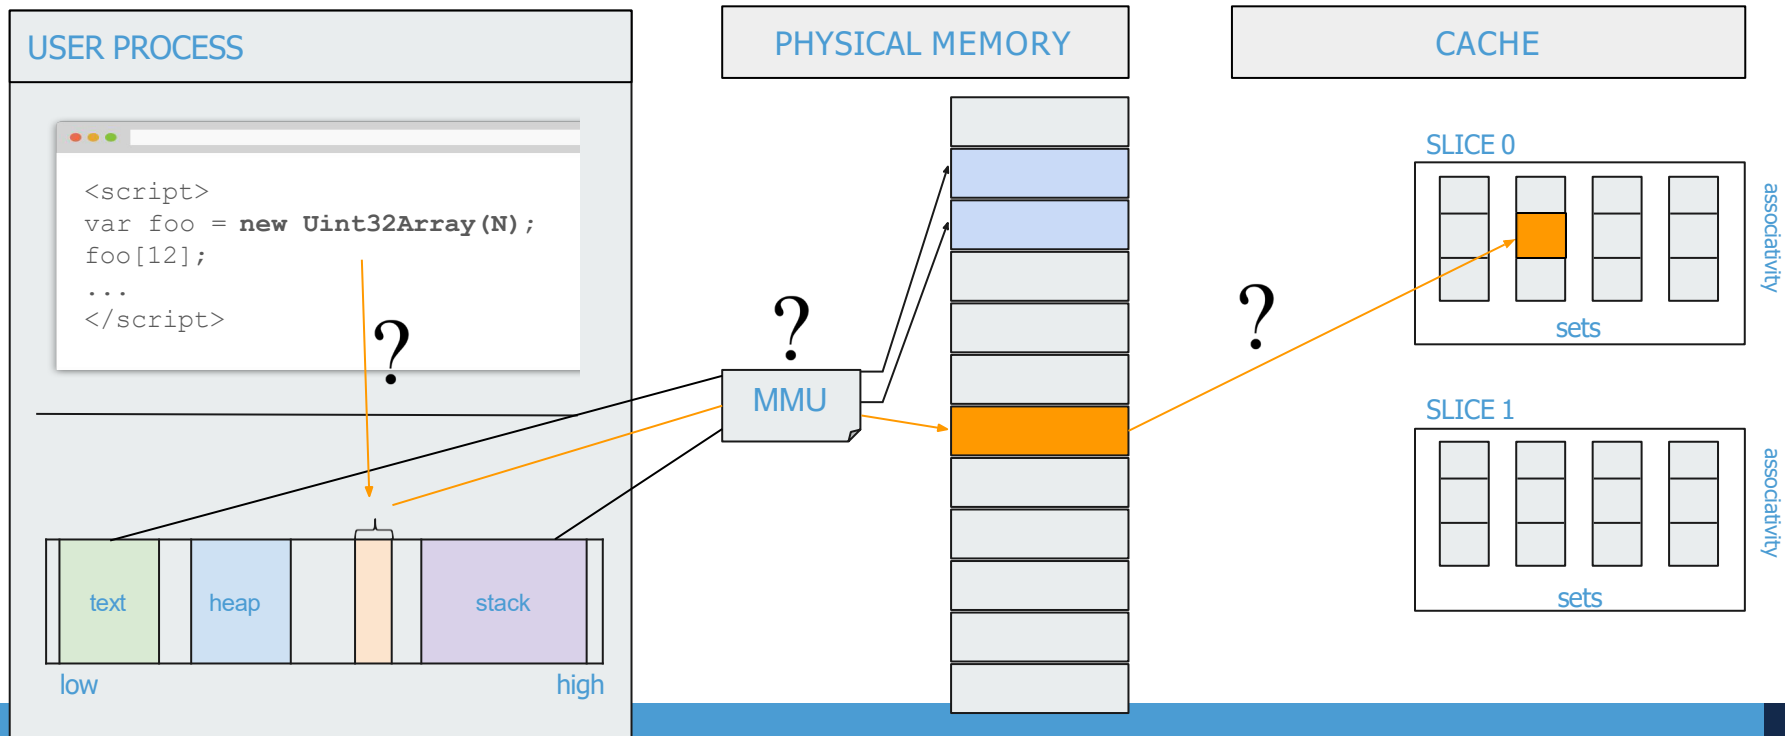 USER PROCESS
<script>
var foo = new Uint32Array(N);
foo[12];
...
</script>
?
text
heap
stack
low
high
PHYSICAL MEMORY
?
MMU
CACHE
?
SLICE 0
associativity
sets
SLICE 1
associativity
sets